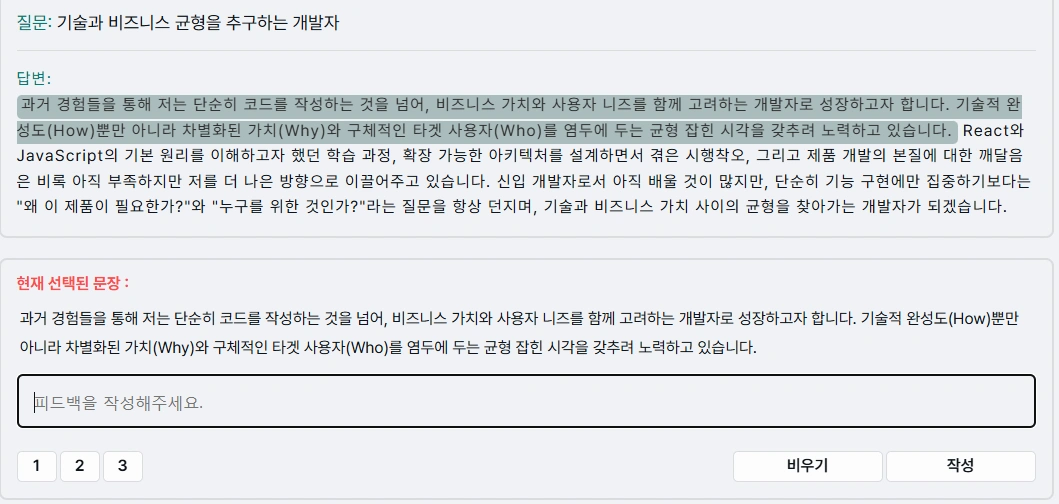 질문: 기술과 비즈니스 균형을 추구하는 개발자
답변:
과거 경험들을 통해 저는 단순히 코드를 작성하는 것을 넘어, 비즈니스 가치와 사용자 니즈를 함께 고려하는 개발자로 성장하고자 합니다. 기술적 완
성도(How)뿐만 아니라 차별화된 가치(Why)와 구체적인 타겟 사용자(Who)를 염두에 두는 균형 잡힌 시각을 갖추려 노력하고 있습니다. React와
JavaScript의 기본 원리를 이해하고자 했던 학습 과정, 확장 가능한 아키텍처를 설계하면서 겪은 시행착오, 그리고 제품 개발의 본질에 대한 깨달음
은 비록 아직 부족하지만 저를 더 나은 방향으로 이끌어주고 있습니다. 신입 개발자로서 아직 배울 것이 많지만, 단순히 기능 구현에만 집중하기보다는
"왜 이 제품이 필요한가?"와 "누구를 위한 것인가?"라는 질문을 항상 던지며, 기술과 비즈니스 가치 사이의 균형을 찾아가는 개발자가 되겠습니다.
현재 선택된 문장 :
과거 경험들을 통해 저는 단순히 코드를 작성하는 것을 넘어, 비즈니스 가치와 사용자 니즈를 함께 고려하는 개발자로 성장하고자 합니다. 기술적 완성도(How)뿐만
아니라 차별화된 가치(Why)와 구체적인 타겟 사용자(Who)를 염두에 두는 균형 잡힌 시각을 갖추려 노력하고 있습니다.
피드백을 작성해주세요.
1 2 3 비우기 작성